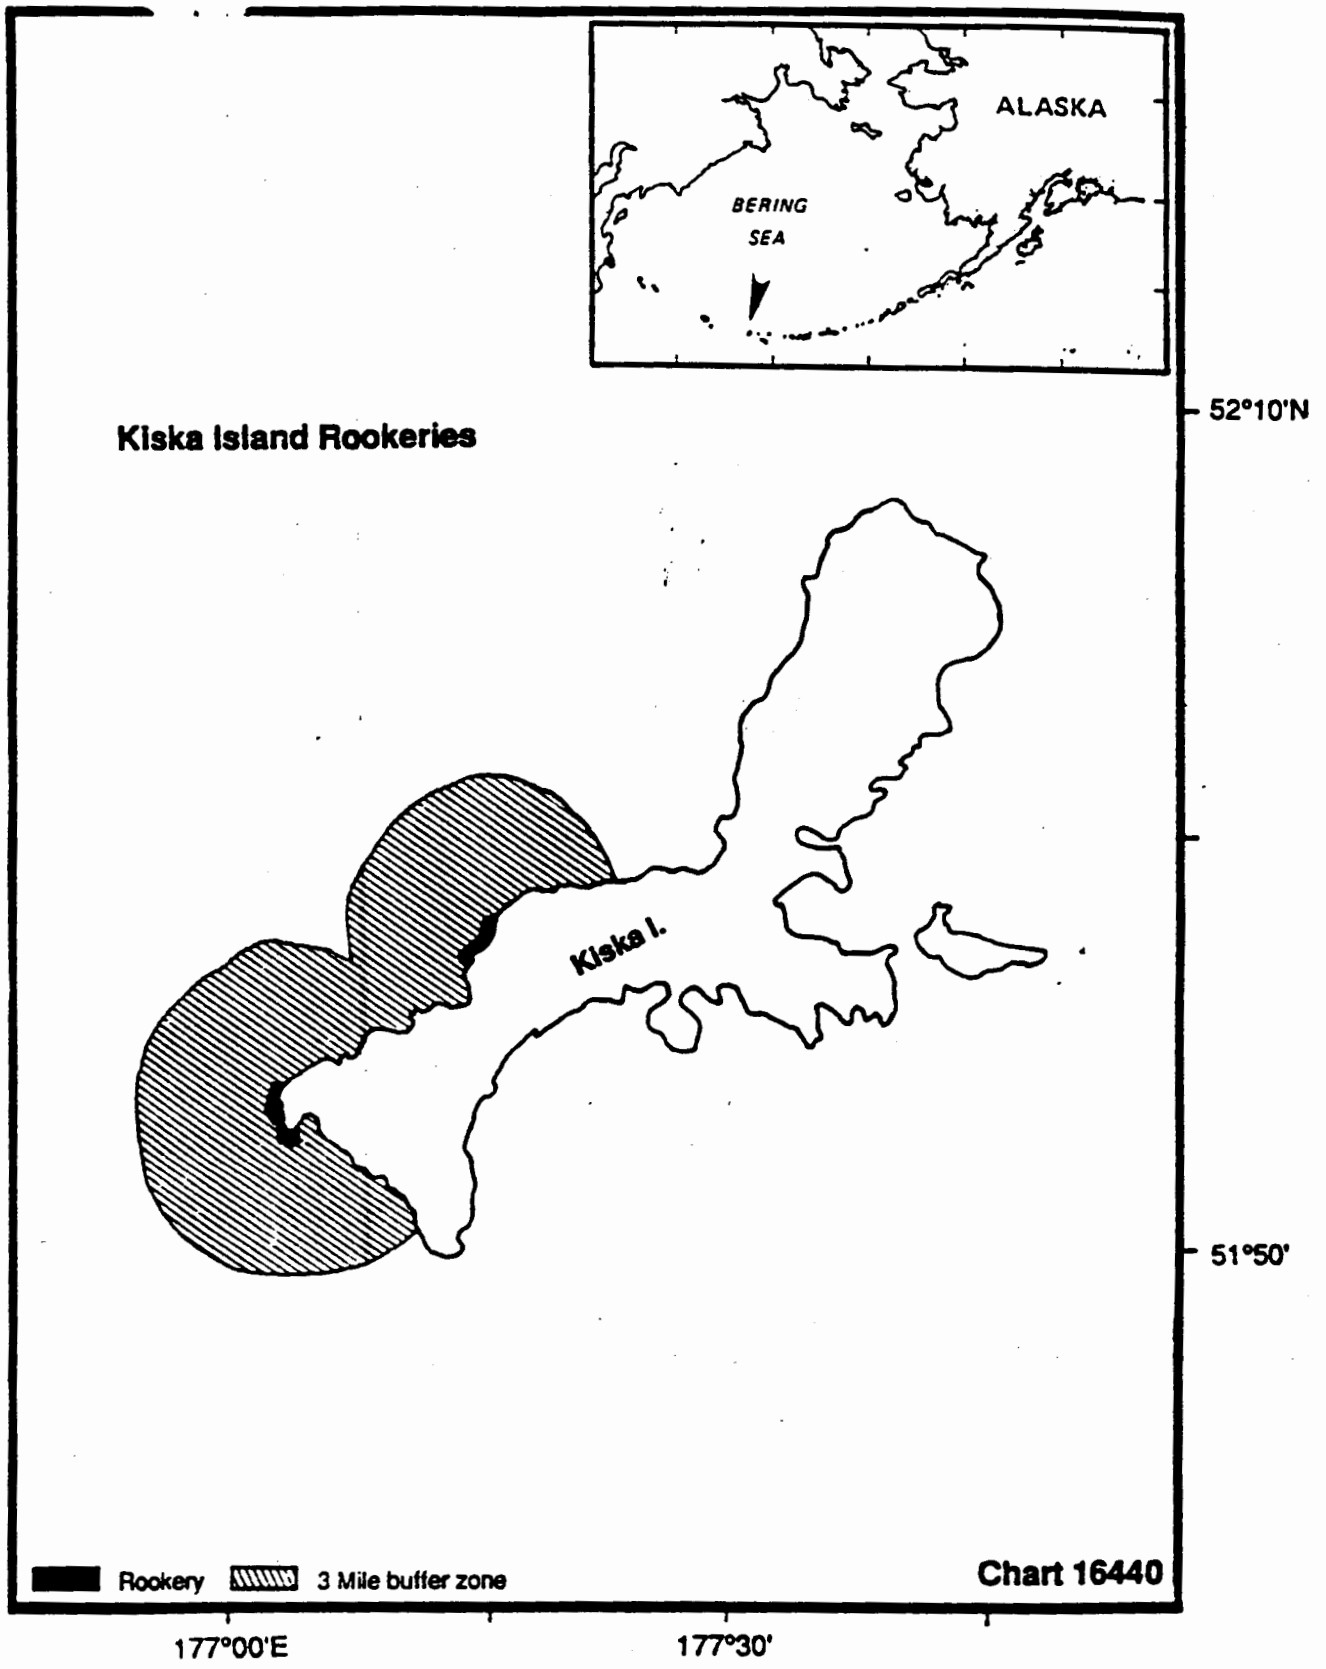 ALASKA
BERING
SEA
52°10'N
Kiska Island Rookeries
Kiska I.
51°50'
Rookery
3 Mile buffer zone
Chart 16440
177°00'E
177°30'